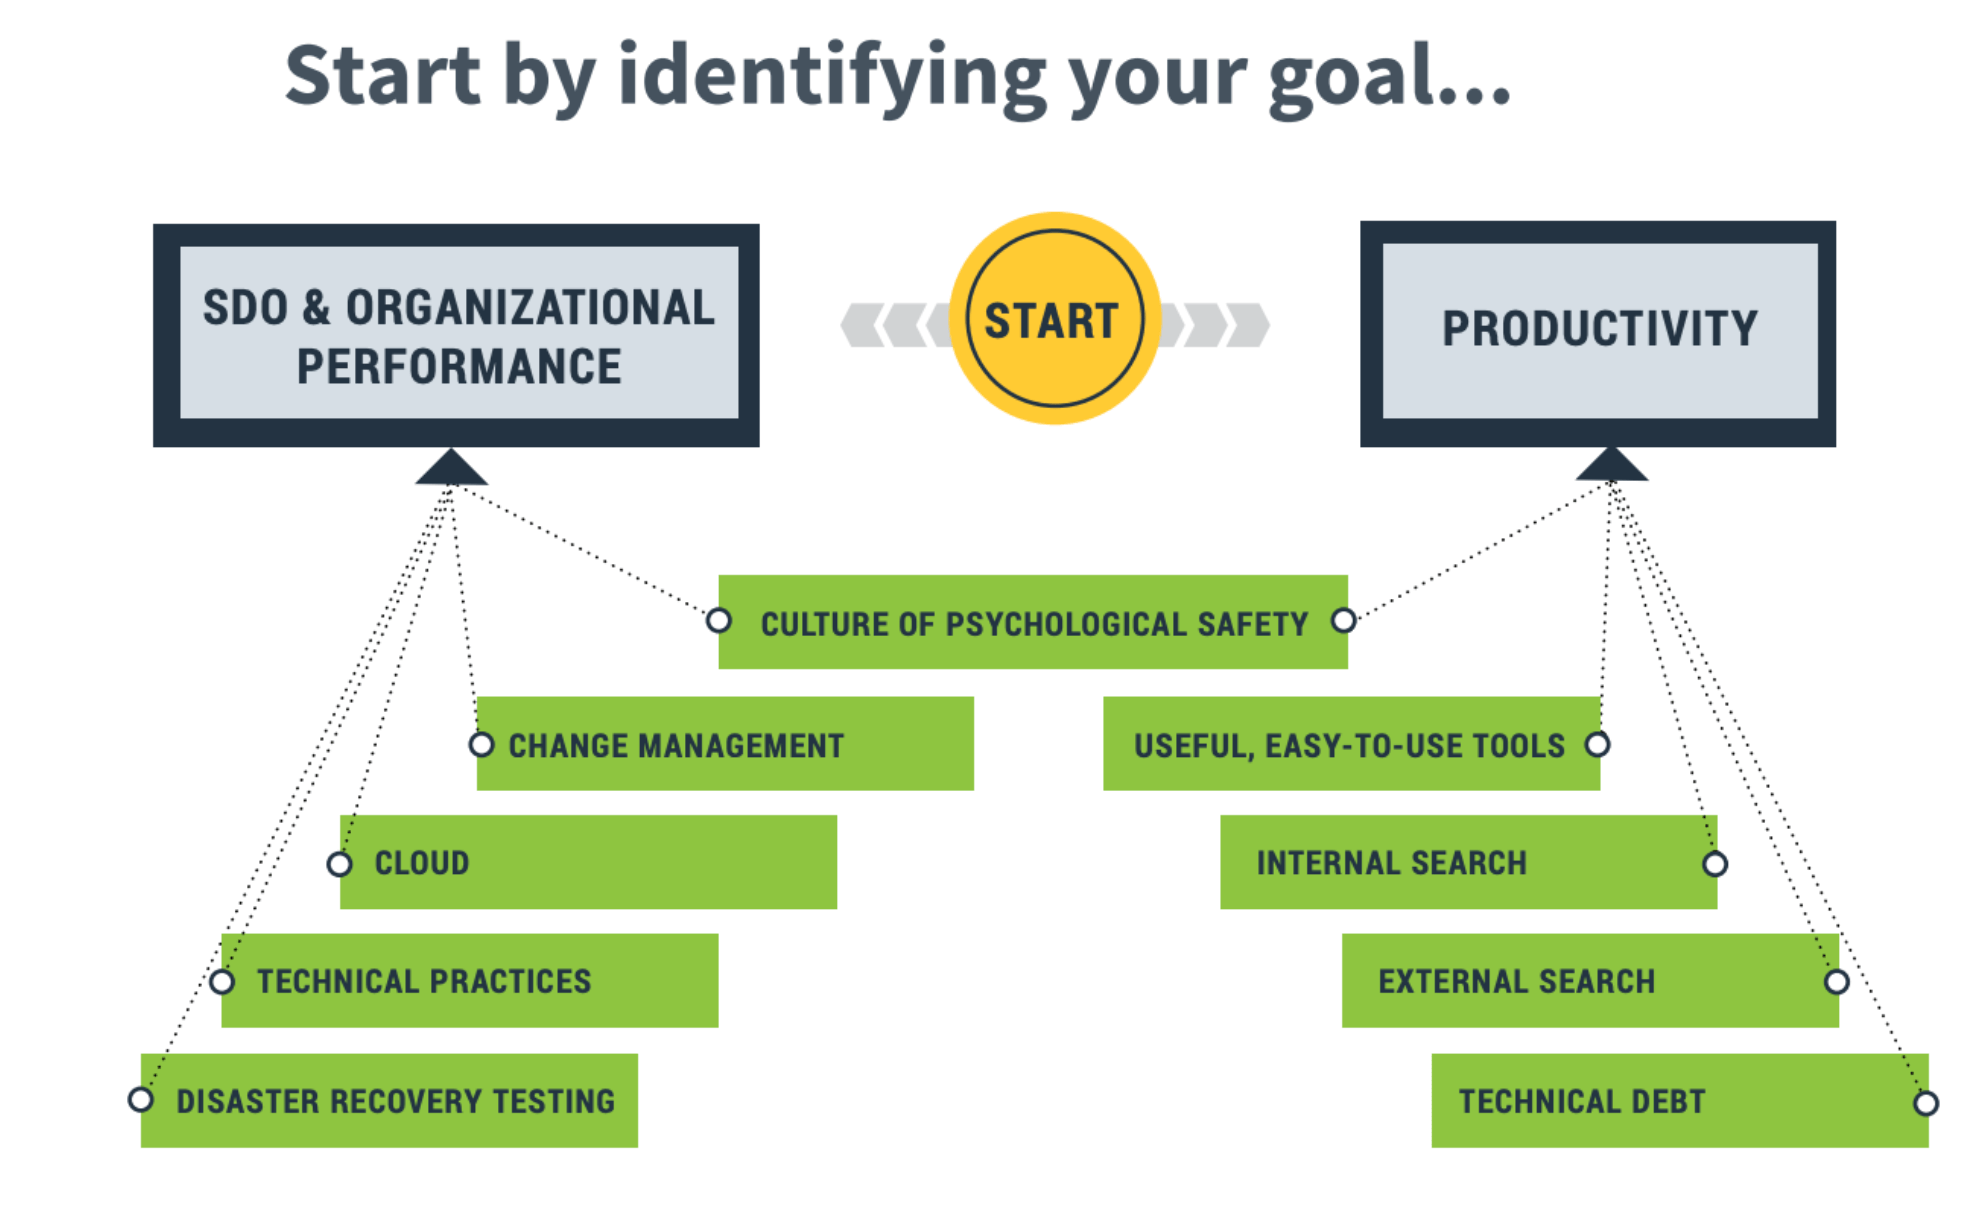 Start by identifying your goal...
SDO & ORGANIZATIONAL
PERFORMANCE
START
PRODUCTIVITY
CULTURE OF PSYCHOLOGICAL SAFETY
CHANGE MANAGEMENT
USEFUL, EASY-TO-USE TOOLS
CLOUD
INTERNAL SEARCH
TECHNICAL PRACTICES
EXTERNAL SEARCH
DISASTER RECOVERY TESTING
TECHNICAL DEBT